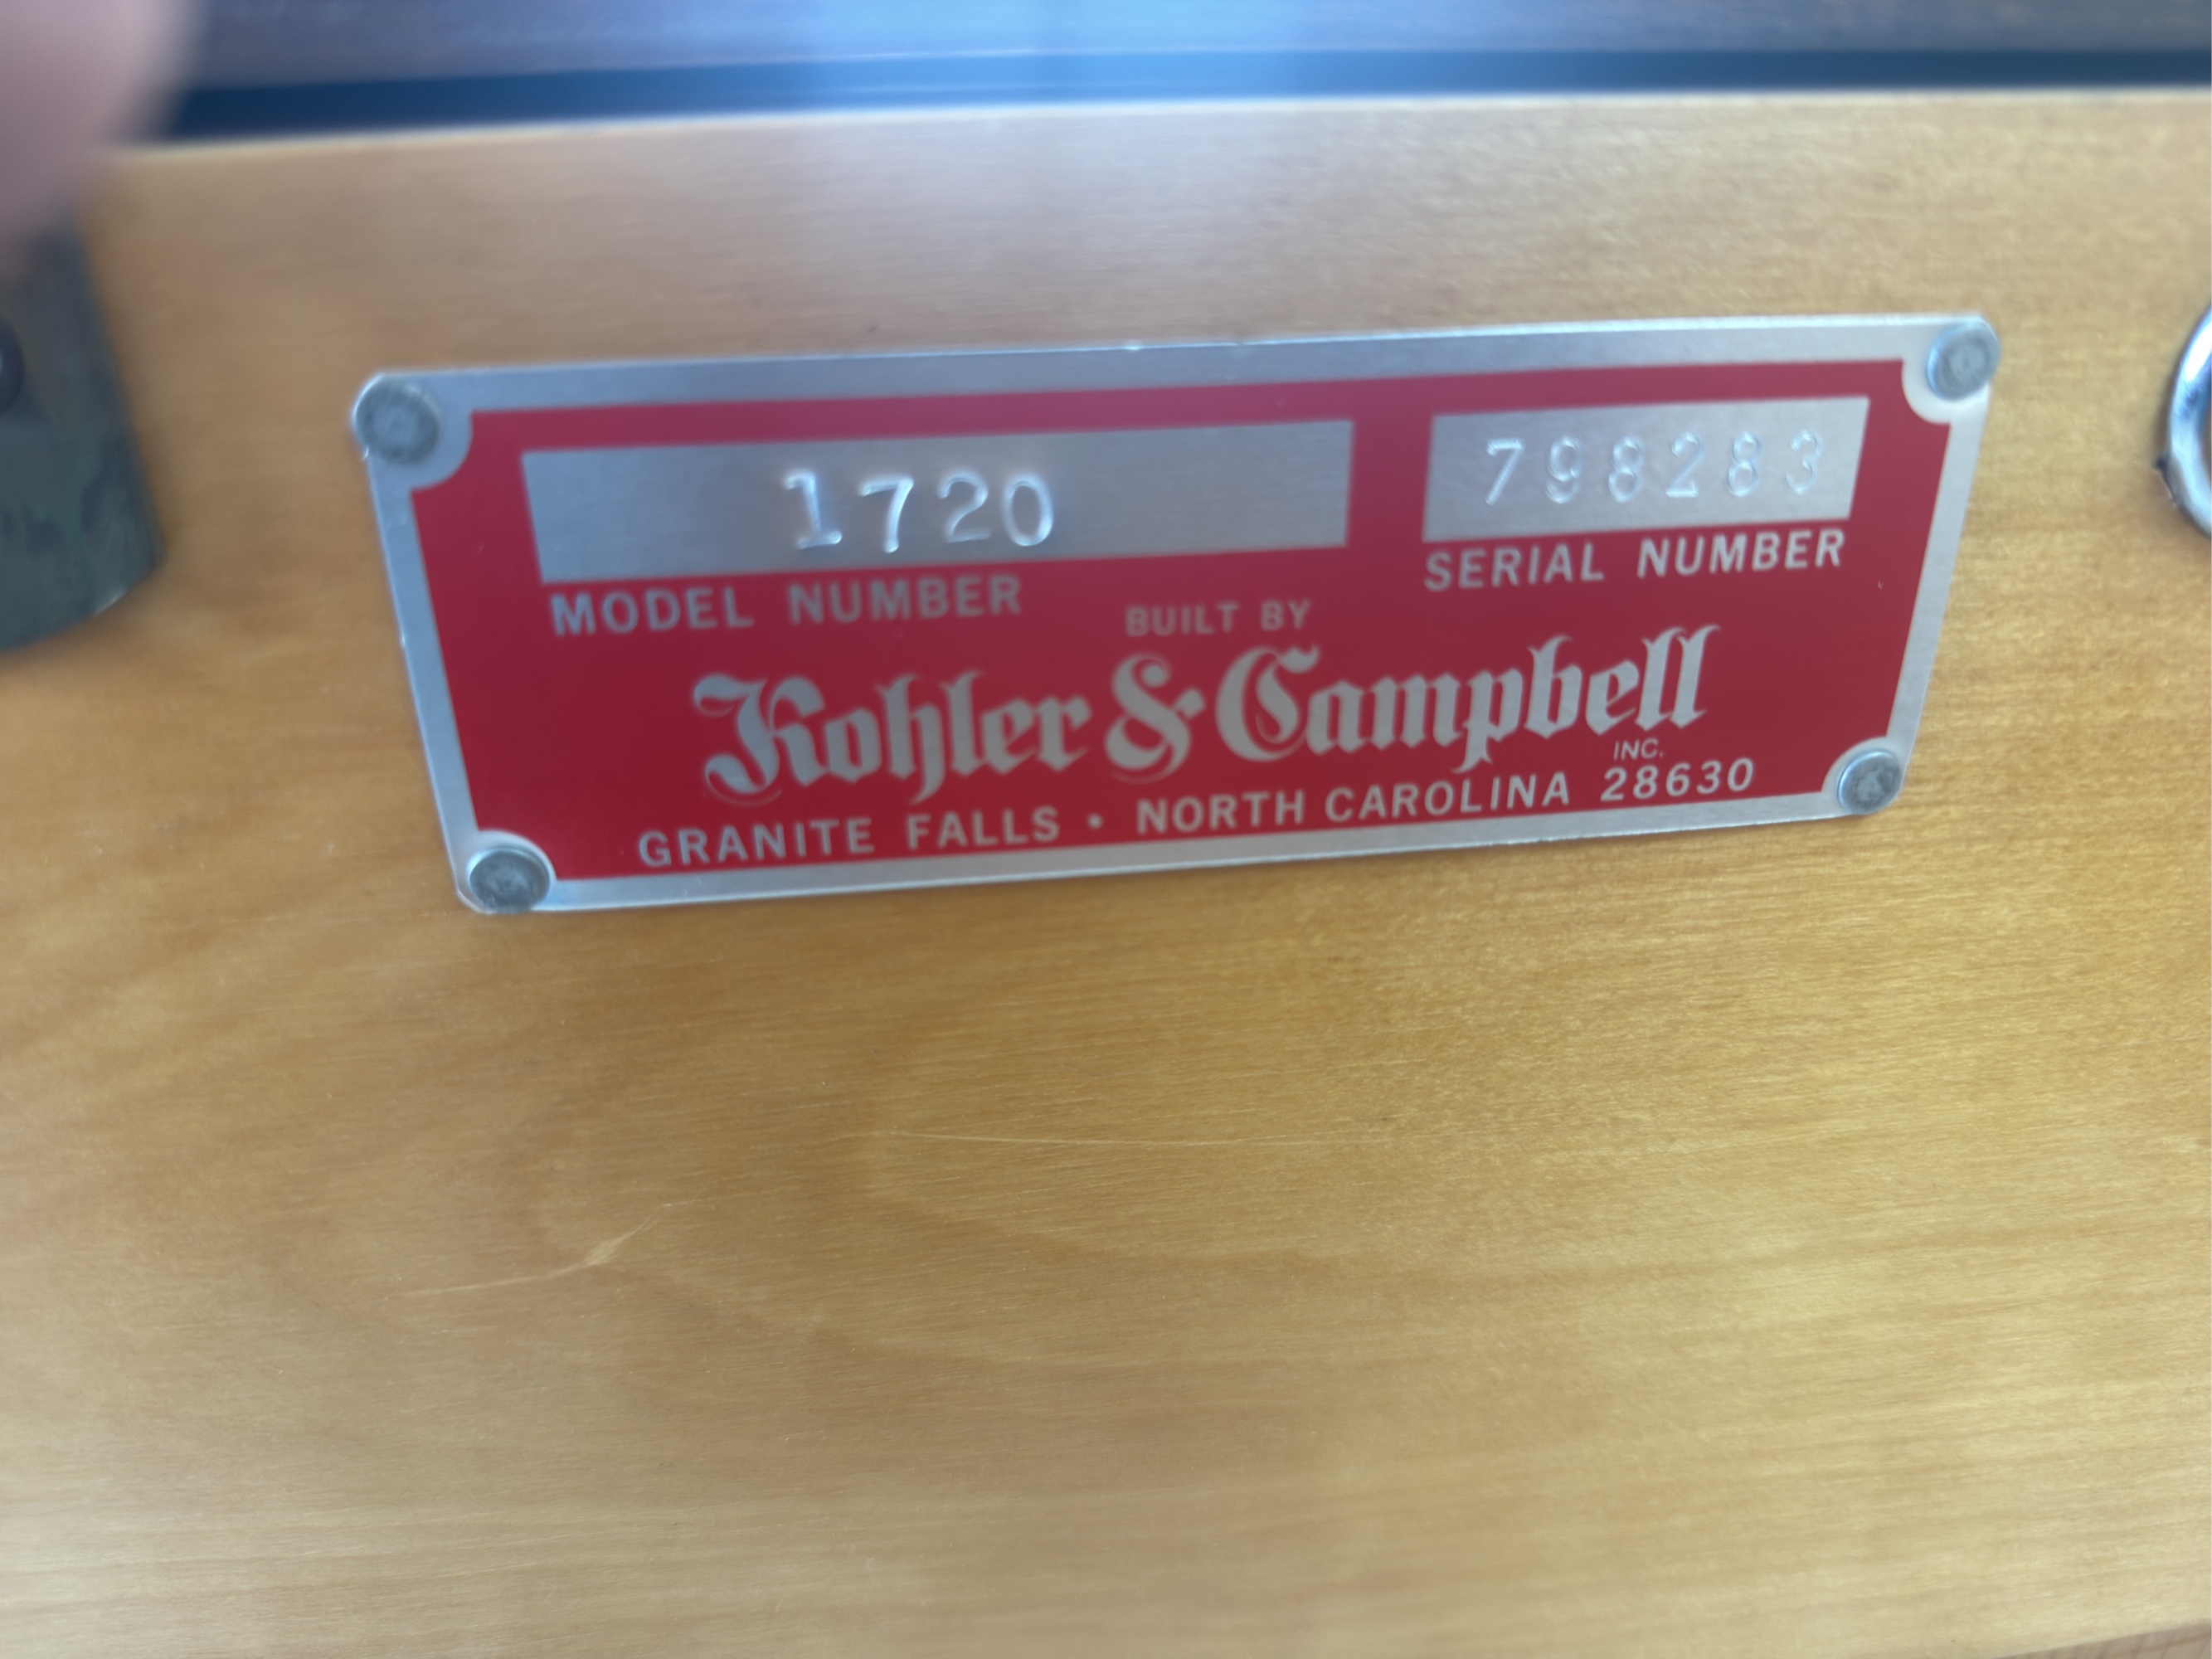 1720 798283
MODEL NUMBER SERIAL NUMBER
BUILT BY
Kohler & Campbell
INC.
GRANITE FALLS • NORTH CAROLINA 28630